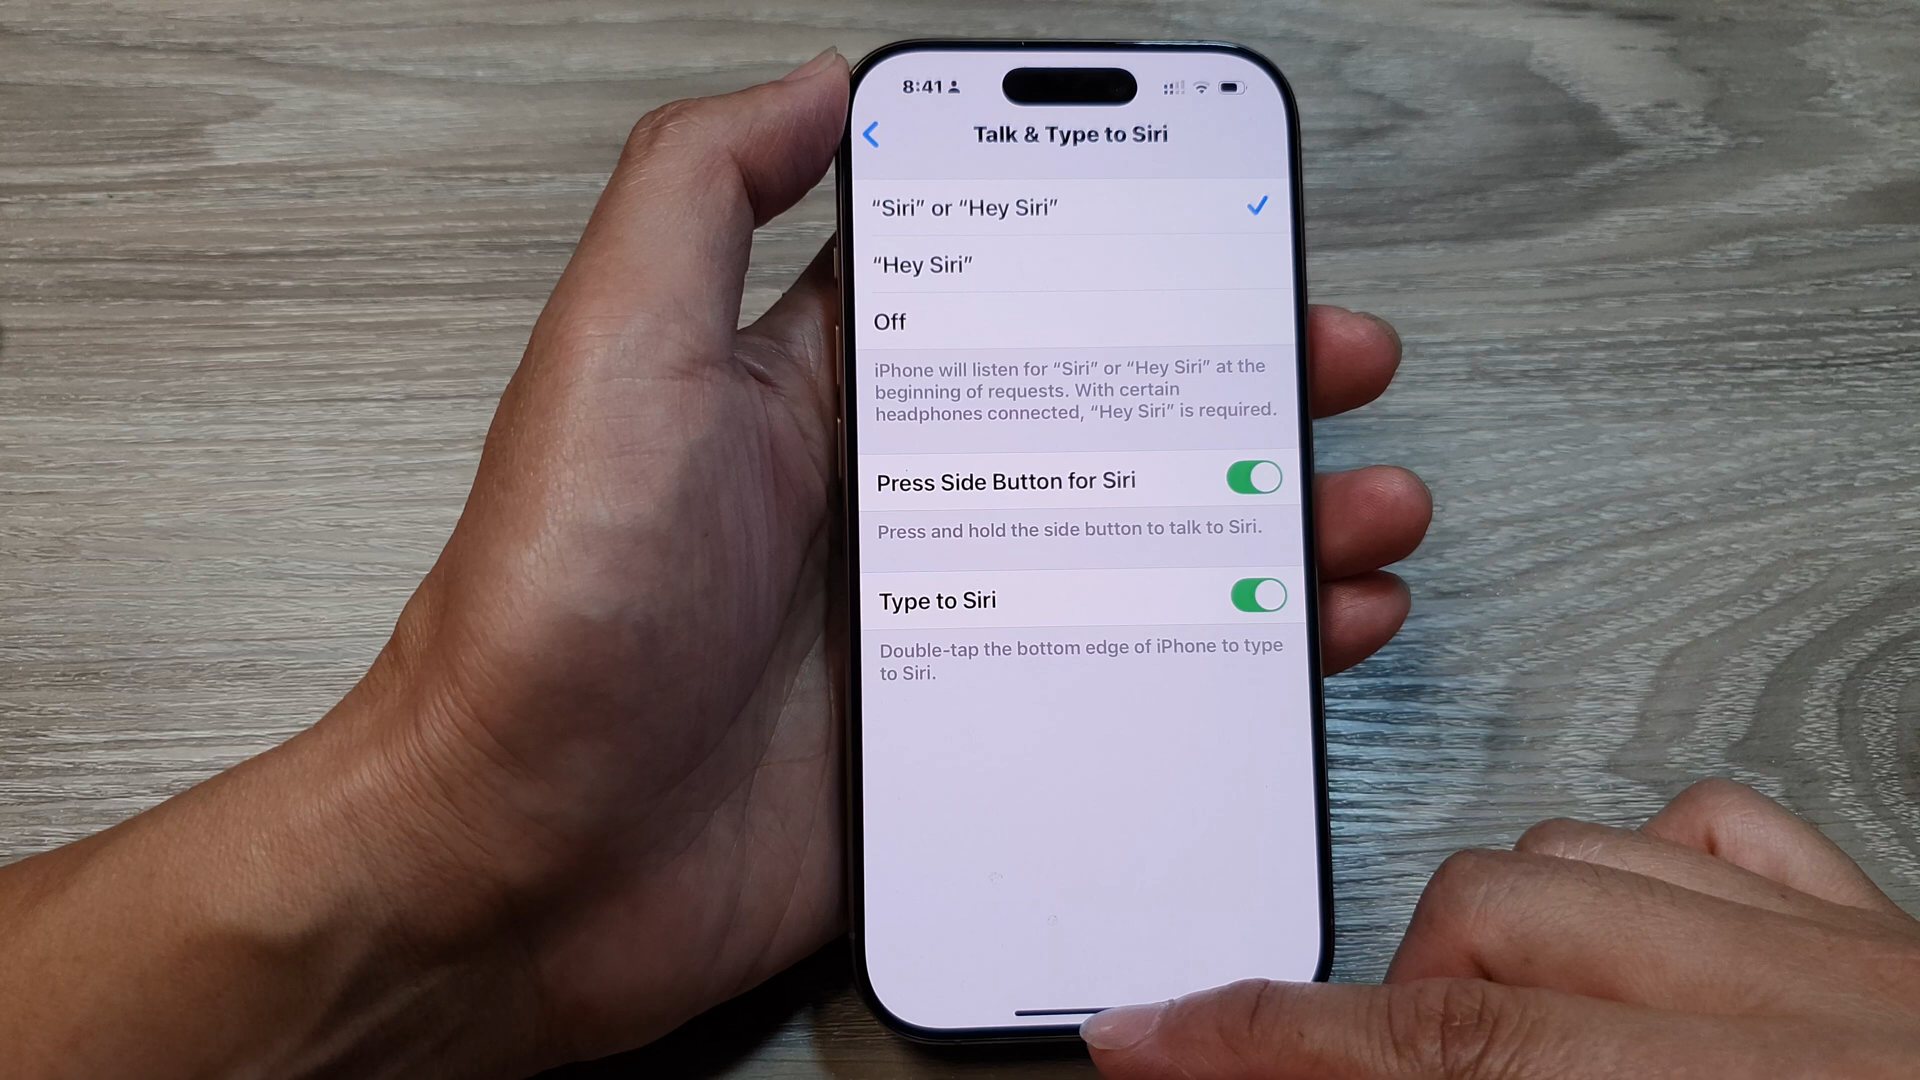 8:41
Talk & Type to Siri
“Siri” or “Hey Siri”
“Hey Siri”
Off
iPhone will listen for “Siri” or “Hey Siri” at the
beginning of requests. With certain
headphones connected, “Hey Siri” is required.
Press Side Button for Siri
Press and hold the side button to talk to Siri.
Type to Siri
Double-tap the bottom edge of iPhone to type
to Siri.